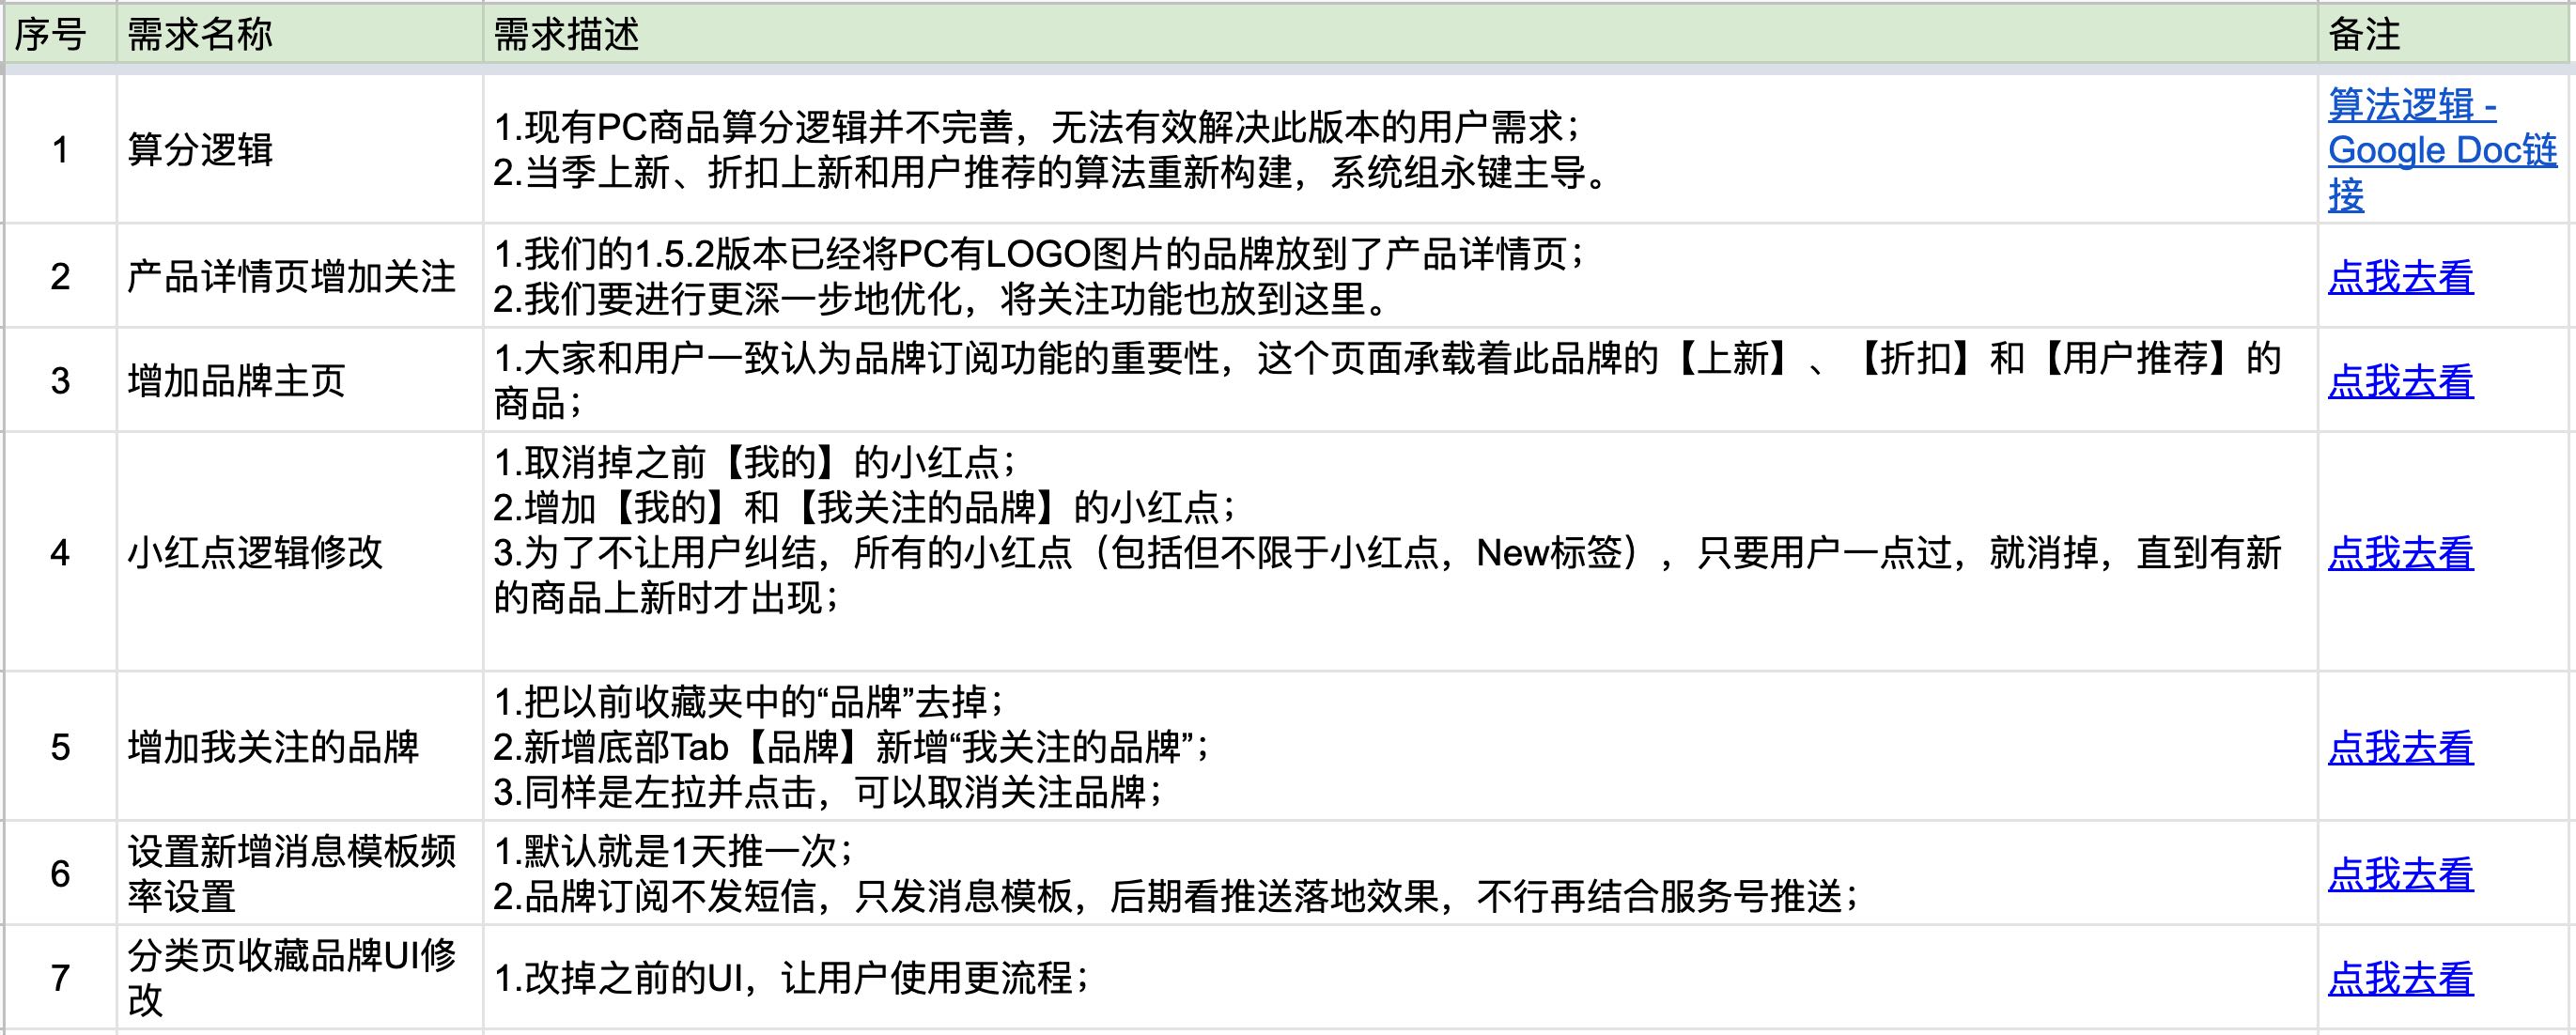 序号 需求名称 需求描述 备注
1 算分逻辑
1.现有PC商品算分逻辑并不完善，无法有效解决此版本的用户需求；
2.当季上新、折扣上新和用户推荐的算法重新构建，系统组永键主导。
算法逻辑 -
Google Doc链
接
2 产品详情页增加关注
1.我们的1.5.2版本已经将PC有LOGO图片的品牌放到了产品详情页；
2.我们要进行更深一步地优化，将关注功能也放到这里。
点我去看
3 增加品牌主页
1.大家和用户一致认为品牌订阅功能的重要性，这个页面承载着此品牌的【上新】、【折扣】和【用户推荐】的
商品；
点我去看
4 小红点逻辑修改
1.取消掉之前【我的】的小红点；
2.增加【我的】和【我关注的品牌】的小红点；
3.为了不让用户纠结，所有的小红点（包括但不限于小红点，New标签），只要用户一点过，就消掉，直到有新
的商品上新时才出现；
点我去看
5 增加我关注的品牌
1.把以前收藏夹中的“品牌”去掉；
2.新增底部Tab【品牌】新增“我关注的品牌”；
3.同样是左拉并点击，可以取消关注品牌；
点我去看
6 设置新增消息模板频
率设置
1.默认就是1天推一次；
2.品牌订阅不发短信，只发消息模板，后期看推送落地效果，不行再结合服务号推送；
点我去看
7 分类页收藏品牌UI修
改
1.改掉之前的UI，让用户使用更流程；
点我去看